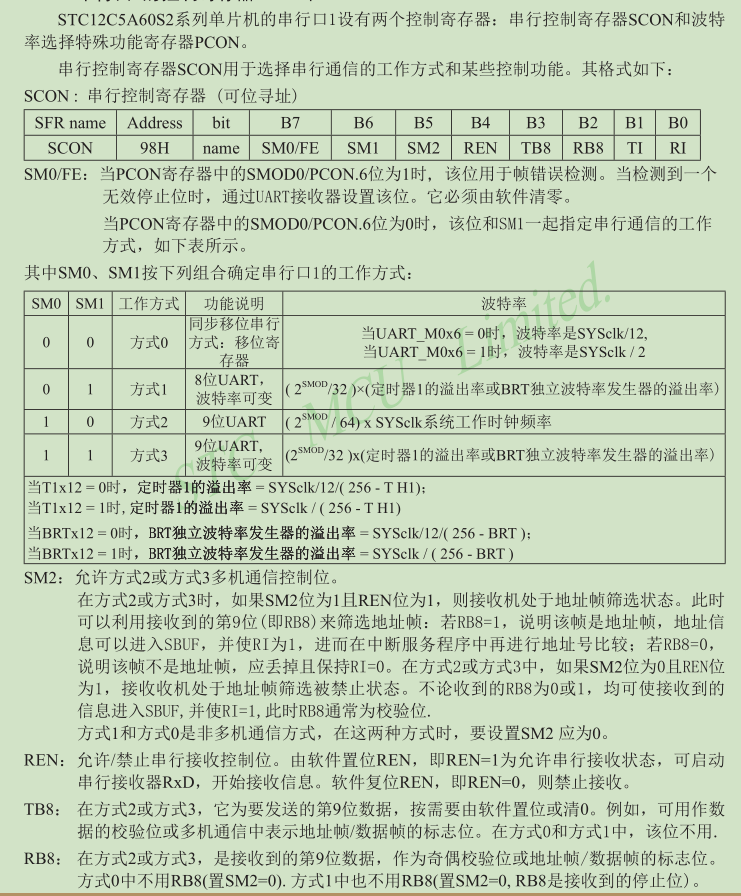 STC12C5A60S2系列单片机的串行口1设有两个控制寄存器：串行控制寄存器SCON和波特
率选择特殊功能寄存器PCON。
串行控制寄存器SCON用于选择串行通信的工作方式和某些控制功能。其格式如下：
SCON : 串行控制寄存器 (可位寻址)
SFR name Address bit B7 B6 B5 B4 B3 B2 B1 B0
SCON 98H name SM0/FE SM1 SM2 REN TB8 RB8 TI RI
SM0/FE：当PCON寄存器中的SMOD0/PCON.6位为1时，该位用于帧错误检测。当检测到一个
无效停止位时，通过UART接收器设置该位。它必须由软件清零。
当PCON寄存器中的SMOD0/PCON.6位为0时，该位和SM1一起指定串行通信的工作
方式，如下表所示。
其中SM0、SM1按下列组合确定串行口1的工作方式：
SM0 SM1 工作方式 功能说明 波特率
0 0 方式0 同步移位串行
方式：移位寄
存器
当UART_M0x6 = 0时，波特率是SYSclk/12,
当UART_M0x6 = 1时，波特率是SYSclk / 2
0 1 方式1 8位UART，
波特率可变
( 2SMOD/32 )×(定时器1的溢出率或BRT独立波特率发生器的溢出率)
1 0 方式2 9位UART ( 2SMOD / 64) x SYSclk系统工作时钟频率
1 1 方式3 9位UART，
波特率可变
(2SMOD/32 )x(定时器1的溢出率或BRT独立波特率发生器的溢出率)
当T1x12 = 0时，定时器1的溢出率 = SYSclk/12/( 256 - T H1);
当T1x12 = 1时, 定时器1的溢出率 = SYSclk / ( 256 - T H1)
当BRTx12 = 0时，BRT独立波特率发生器的溢出率 = SYSclk/12/( 256 - BRT );
当BRTx12 = 1时，BRT独立波特率发生器的溢出率 = SYSclk / ( 256 - BRT )
SM2：允许方式2或方式3多机通信控制位。
在方式2或方式3时，如果SM2位为1且REN位为1，则接收机处于地址帧筛选状态。此时
可以利用接收到的第9位(即RB8)来筛选地址帧：若RB8=1，说明该帧是地址帧，地址信
息可以进入SBUF，并使RI为1，进而在中断服务程序中再进行地址号比较；若RB8=0，
说明该帧不是地址帧，应丢掉且保持RI=0。在方式2或方式3中，如果SM2位为0且REN位
为1，接收收机处于地址帧筛选被禁止状态。不论收到的RB8为0或1，均可使接收到的
信息进入SBUF,并使RI=1,此时RB8通常为校验位.
方式1和方式0是非多机通信方式，在这两种方式时，要设置SM2 应为0。
REN：允许/禁止串行接收控制位。由软件置位REN，即REN=1为允许串行接收状态，可启动
串行接收器RxD，开始接收信息。软件复位REN，即REN=0，则禁止接收。
TB8： 在方式2或方式3，它为要发送的第9位数据，按需要由软件置位或清0。例如，可用作数
据的校验位或多机通信中表示地址帧/数据帧的标志位。在方式0和方式1中，该位不用.
RB8： 在方式2或方式3，是接收到的第9位数据，作为奇偶校验位或地址帧/数据帧的标志位。
方式0中不用RB8(置SM2=0). 方式1中也不用RB8(置SM2=0, RB8是接收到的停止位) 。
STC MCU Limited.